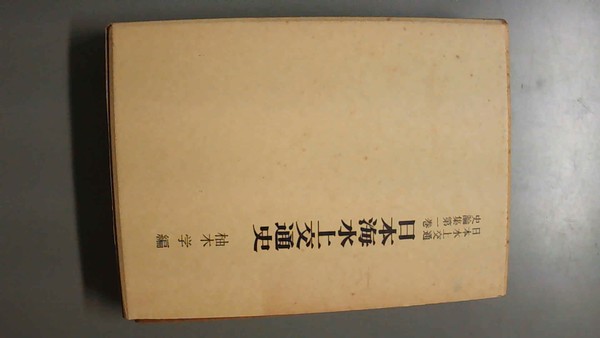 日本水上交通
史論集第一巻
日本海水上交通史
柚木学編